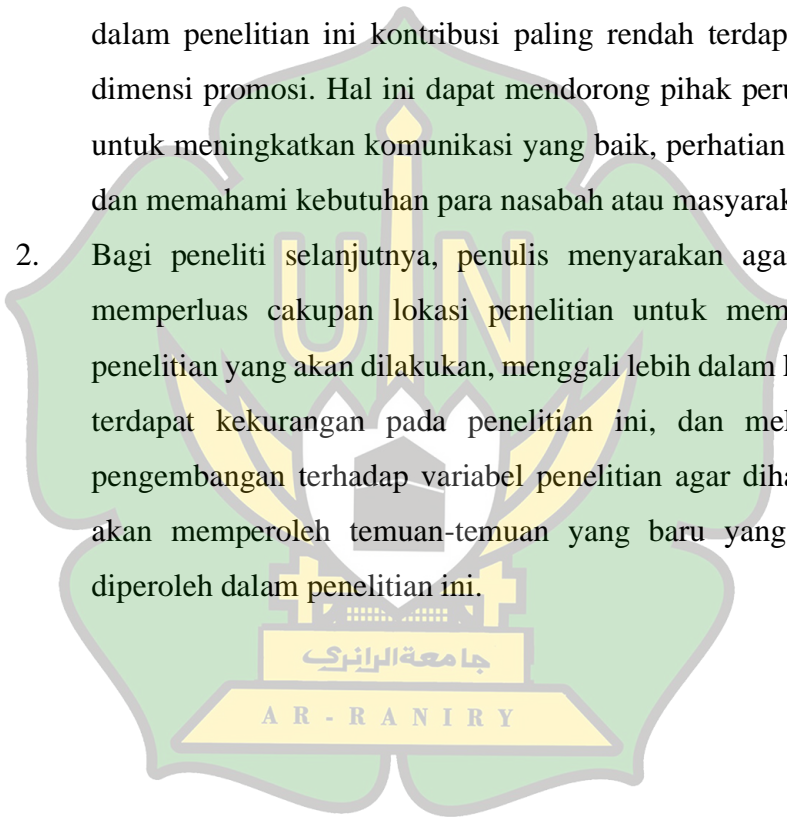 dalam penelitian ini kontribusi paling rendah terdap
dimensi promosi. Hal ini dapat mendorong pihak peru
untuk meningkatkan komunikasi yang baik, perhatian
dan memahami kebutuhan para nasabah atau masyarak
2. Bagi peneliti selanjutnya, penulis menyarakan aga
memperluas cakupan lokasi penelitian untuk mem
penelitian yang akan dilakukan, menggali lebih dalam
terdapat kekurangan pada penelitian ini, dan mel
pengembangan terhadap variabel penelitian agar diha
akan memperoleh temuan-temuan yang baru yang
diperoleh dalam penelitian ini.
UIN
جامعةالرانري
AR-RANIRY